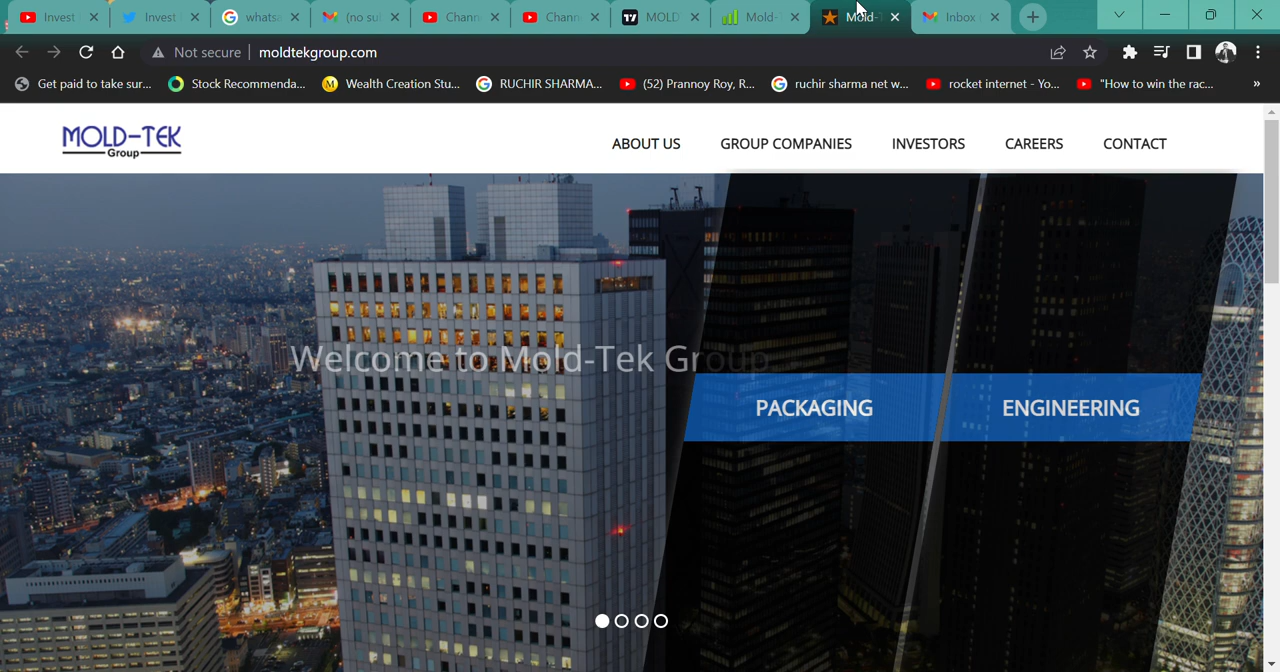 Invest
Invest
whats
(no su
Chann
Chann
MOLD
Mold-
Mold-
Inbox
Not secure
moldtekgroup.com
Get paid to take sur...
Stock Recommenda...
Wealth Creation Stu...
RUCHIR SHARMA...
(52) Prannoy Roy, R...
ruchir sharma net w...
rocket internet - Yo...
"How to win the rac...
»
MOLD-TEK
Group
ABOUT US
GROUP COMPANIES
INVESTORS
CAREERS
CONTACT
Welcome to Mold-Tek Group
PACKAGING
ENGINEERING